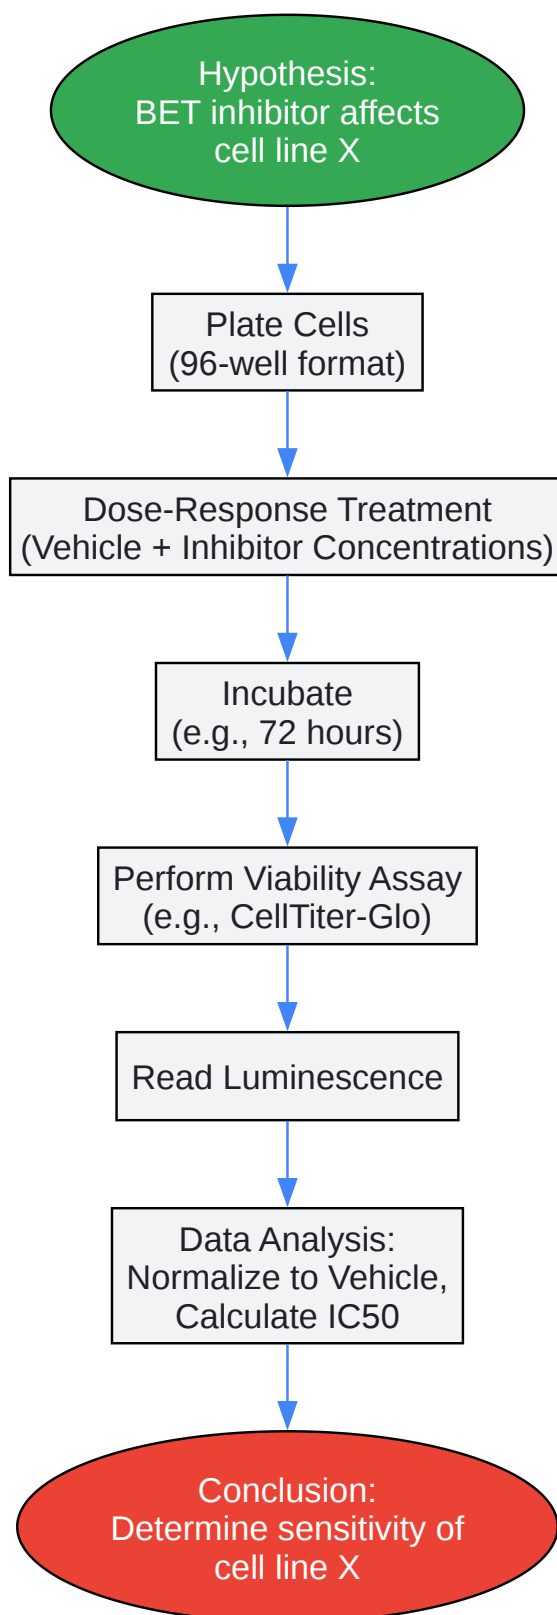 Hypothesis:
BET inhibitor affects
cell line X
Plate Cells
(96-well format)
Dose-Response Treatment
(Vehicle + Inhibitor Concentrations)
Incubate
(e.g., 72 hours)
Perform Viability Assay
(e.g., CellTiter-Glo)
Read Luminescence
Data Analysis:
Normalize to Vehicle,
Calculate IC50
Conclusion:
Determine sensitivity of
cell line X